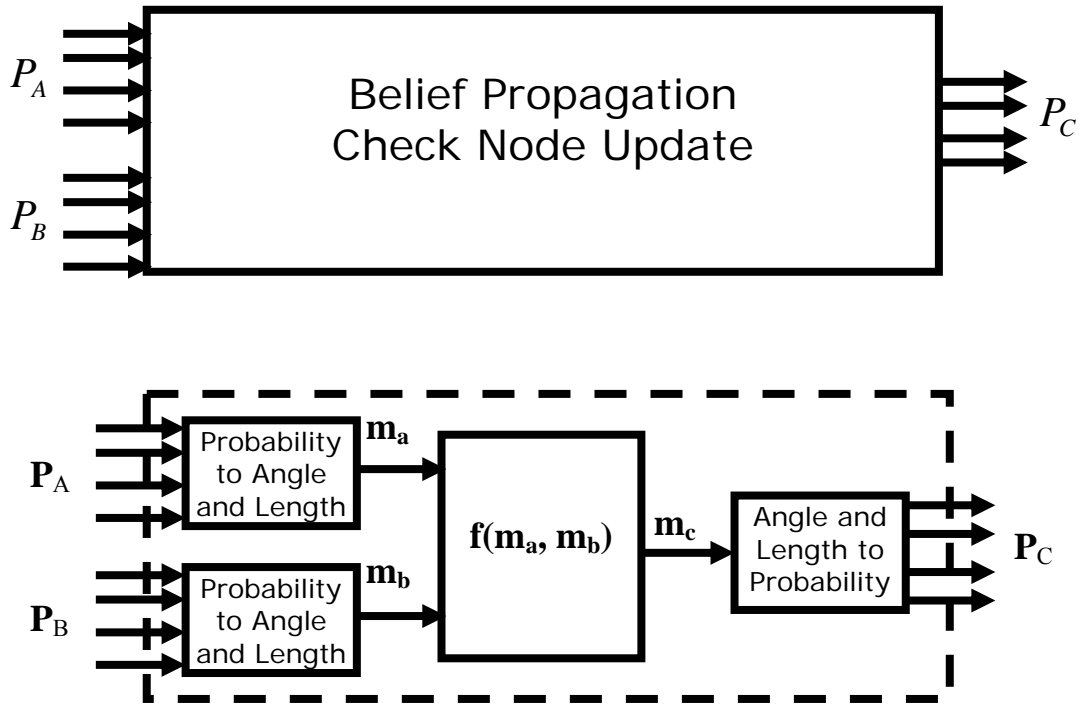 P_A
Belief Propagation
Check Node Update
P_C
P_B
P_A
Probability
to Angle
and Length
m_a
f(m_a, m_b)
m_c
Angle and
Length to
Probability
P_C
P_B
Probability
to Angle
and Length
m_b